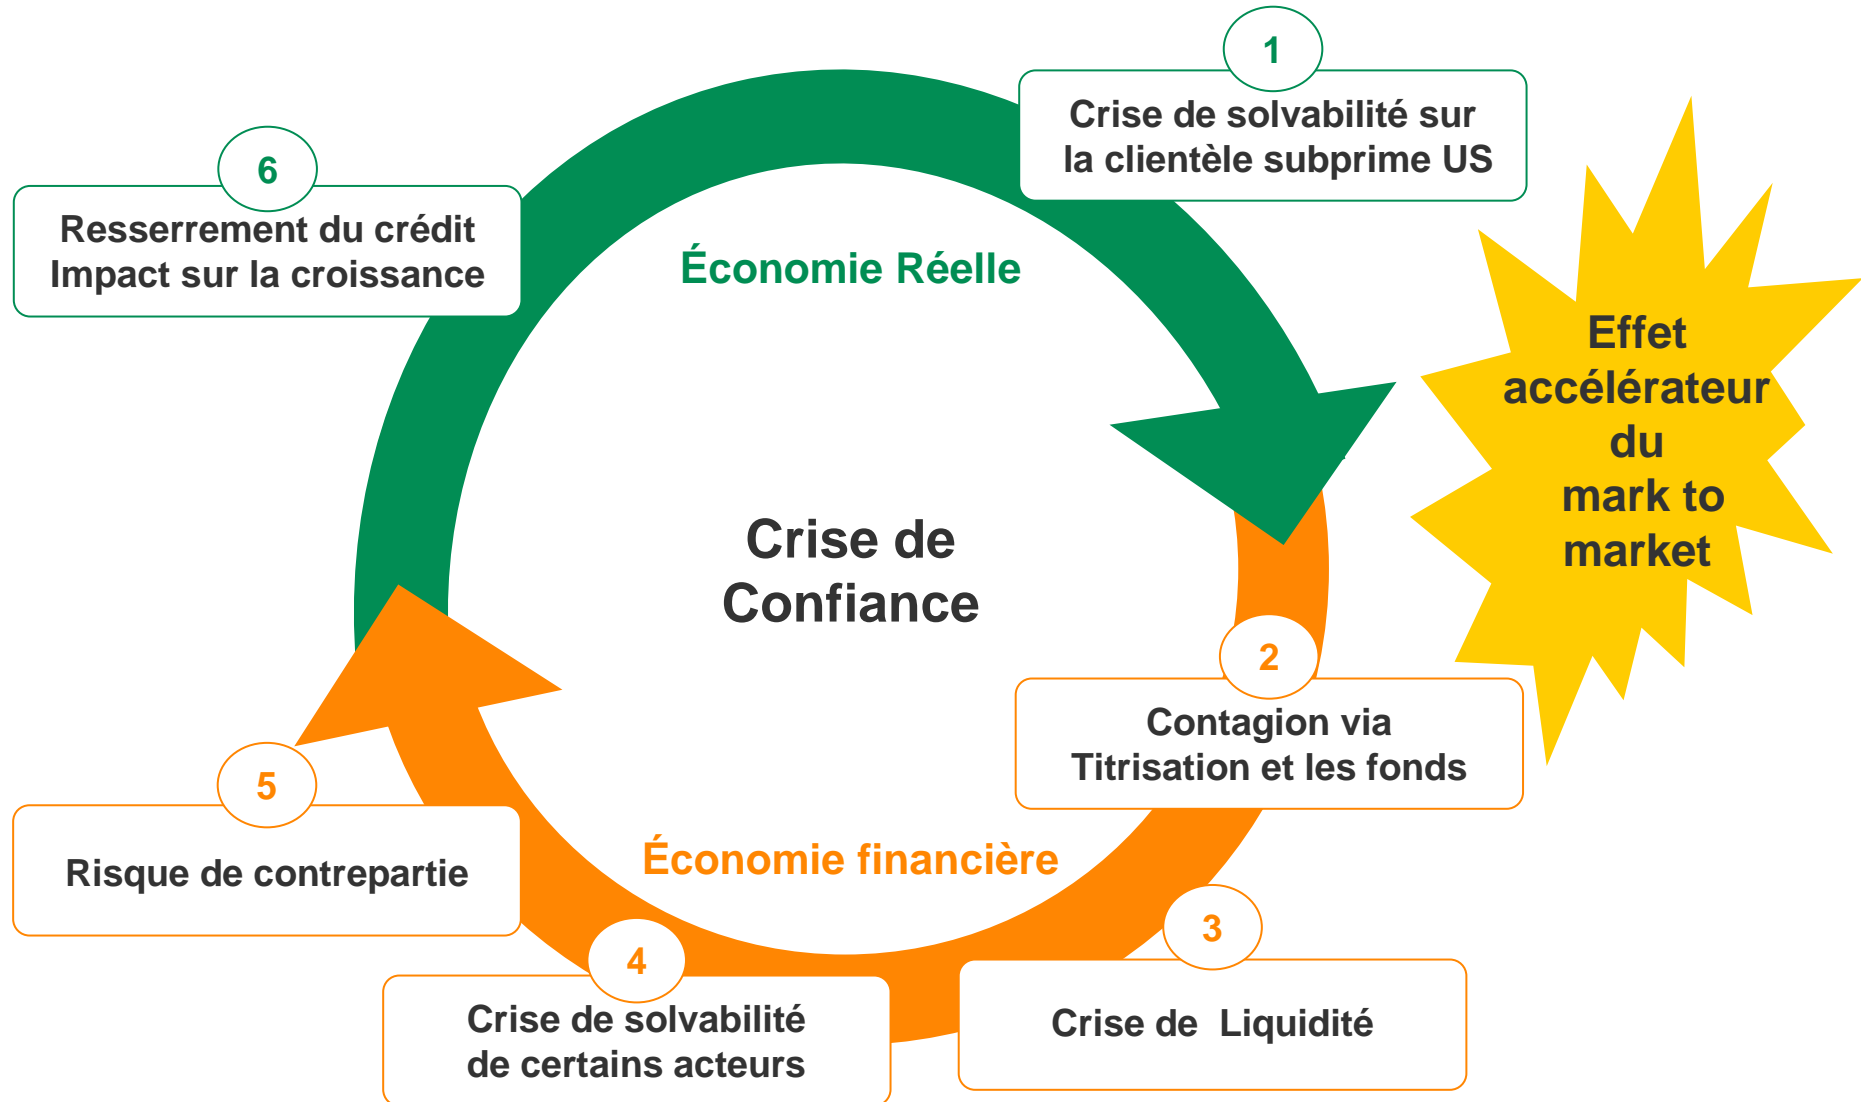 1
Crise de solvabilité sur
la clientèle subprime US
6
Resserrement du crédit
Impact sur la croissance
Économie Réelle
Effet
accélérateur
du
mark to
market
Crise de
Confiance
2
Contagion via
Titrisation et les fonds
5
Risque de contrepartie
Économie financière
3
Crise de Liquidité
4
Crise de solvabilité
de certains acteurs